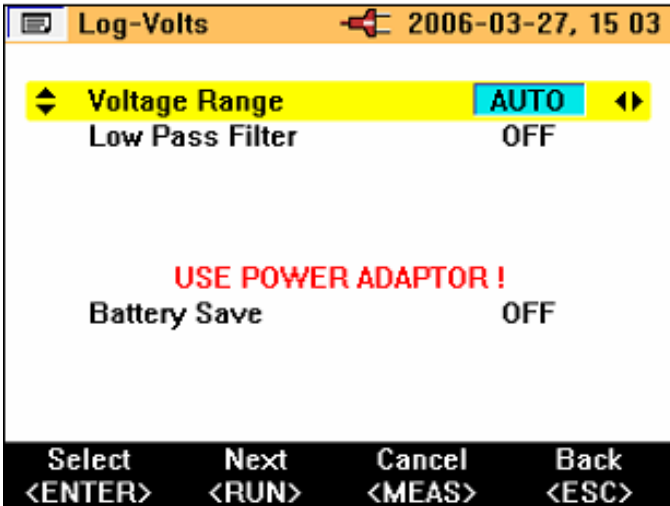 Log-Volts 2006-03-27, 15 03
Voltage Range AUTO
Low Pass Filter OFF
USE POWER ADAPTOR !
Battery Save OFF
Select Next Cancel Back
<ENTER> <RUN> <MEAS> <ESC>